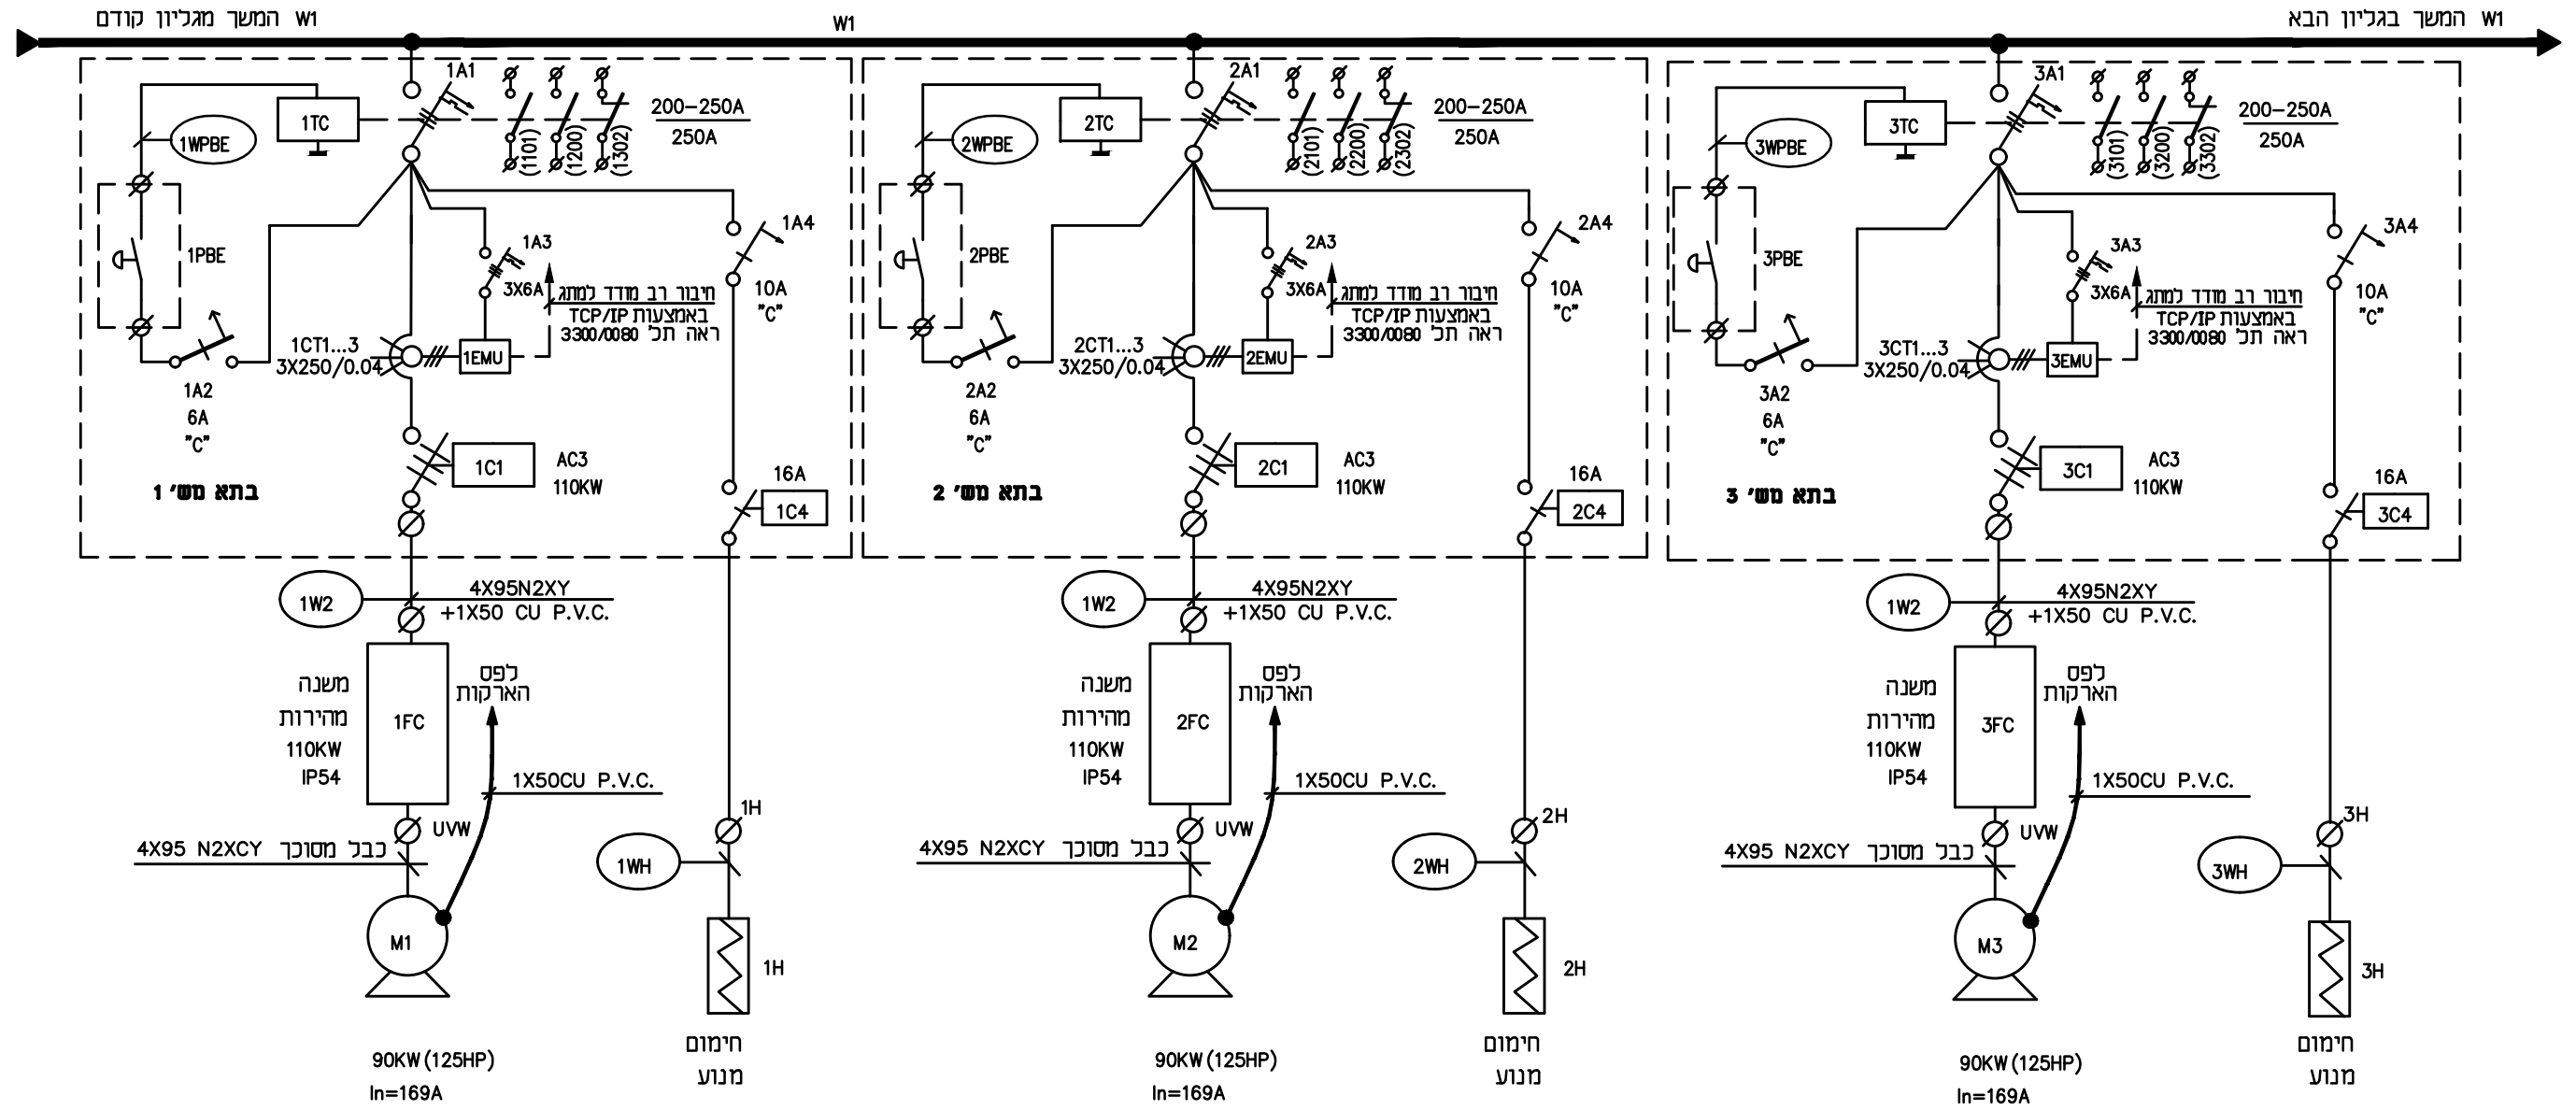 W1 המשך מגליון קודם
W1
W1 המשך בגליון הבא
1A1
1TC
1WPBE
(1101)
(1200)
(1302)
200-250A
250A
1PBE
1A3
3X6A
1A4
10A
"C"
חיבור רב מודד למתג
באמצעות TCP/IP
ראה תכ' 3300/0080
1CT1...3
3X250/0.04
1EMU
1A2
6A
"C"
1C1
AC3
110KW
16A
1C4
בתא מש' 1
1W2
4X95N2XY
+1X50 CU P.V.C.
משנה
מהירות
110KW
IP54
1FC
לפס
הארקות
1X50CU P.V.C.
UVW
4X95 N2XCY כבל מסוכך
1H
1WH
M1
1H
חימום
מנוע
90KW(125HP)
In=169A
2A1
2TC
2WPBE
(2101)
(2200)
(2302)
200-250A
250A
2PBE
2A3
3X6A
2A4
10A
"C"
חיבור רב מודד למתג
באמצעות TCP/IP
ראה תכ' 3300/0080
2CT1...3
3X250/0.04
2EMU
2A2
6A
"C"
2C1
AC3
110KW
16A
2C4
בתא מש' 2
1W2
4X95N2XY
+1X50 CU P.V.C.
משנה
מהירות
110KW
IP54
2FC
לפס
הארקות
1X50CU P.V.C.
UVW
4X95 N2XCY כבל מסוכך
2H
2WH
M2
2H
חימום
מנוע
90KW(125HP)
In=169A
3A1
3TC
3WPBE
(3101)
(3200)
(3302)
200-250A
250A
3PBE
3A3
3X6A
3A4
10A
"C"
חיבור רב מודד למתג
באמצעות TCP/IP
ראה תכ' 3300/0080
3CT1...3
3X250/0.04
3EMU
3A2
6A
"C"
3C1
AC3
110KW
16A
3C4
בתא מש' 3
1W2
4X95N2XY
+1X50 CU P.V.C.
משנה
מהירות
110KW
IP54
3FC
לפס
הארקות
1X50CU P.V.C.
UVW
4X95 N2XCY כבל מסוכך
3H
3WH
M3
3H
חימום
מנוע
90KW(125HP)
In=169A